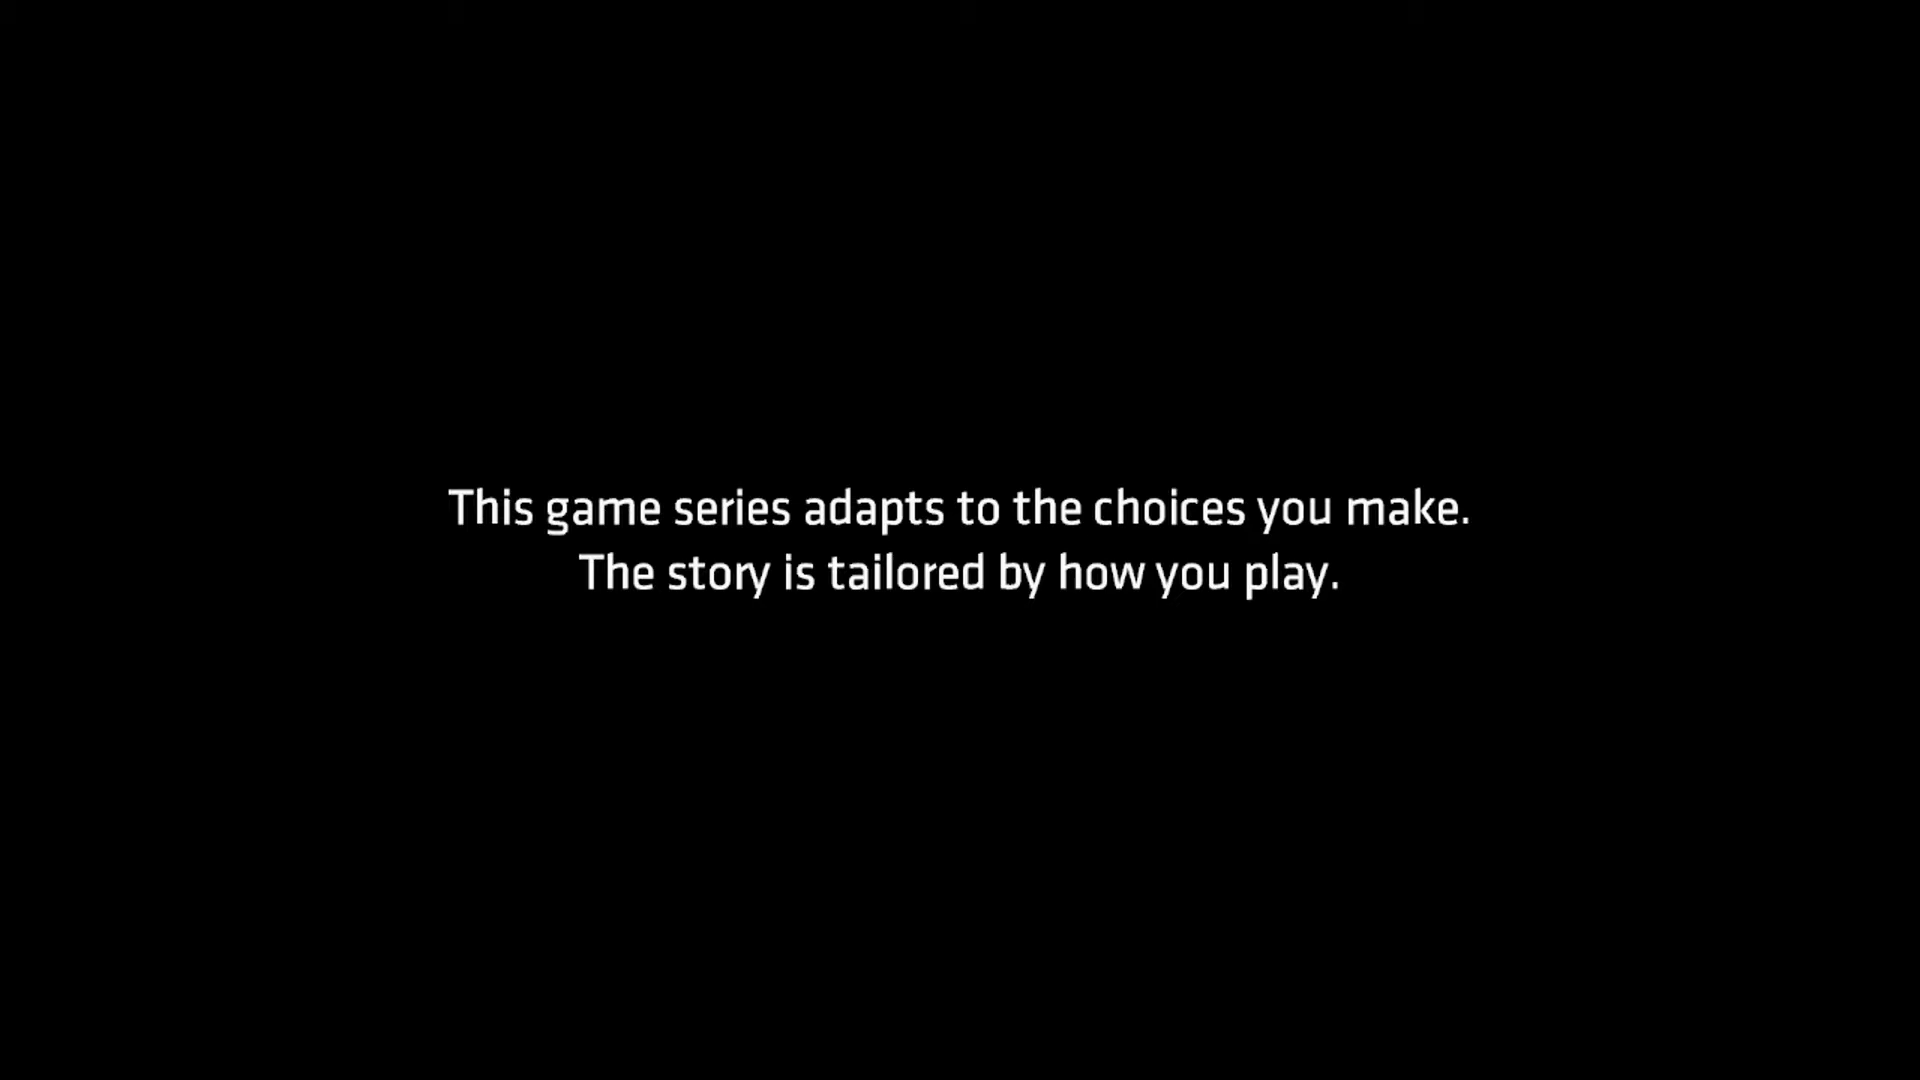 This game series adapts to the choices you make.
The story is tailored by how you play.